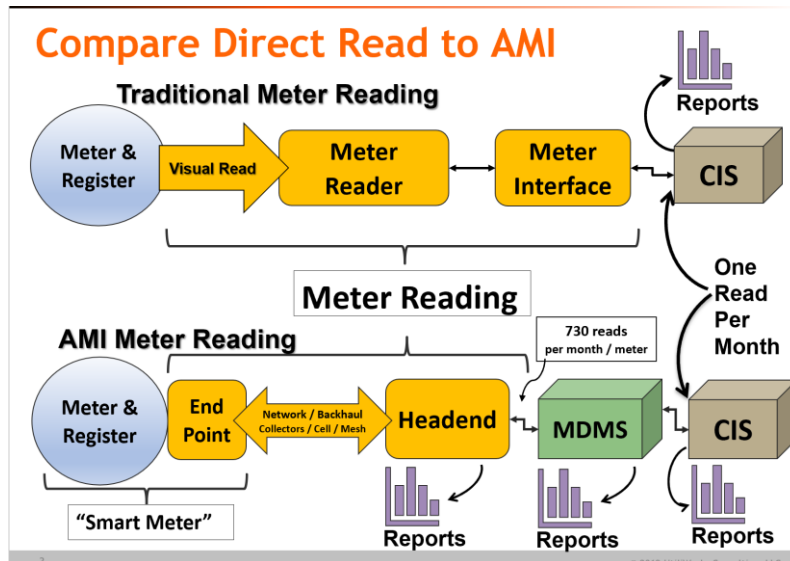 Compare Direct Read to AMI
Traditional Meter Reading
Reports
Meter &
Register
Visual Read
Meter
Reader
Meter
Interface
CIS
Meter Reading
One
Read
Per
Month
AMI Meter Reading
730 reads
per month / meter
Meter &
Register
End
Point
Network / Backhaul
Collectors / Cell / Mesh
Headend
MDMS
CIS
"Smart Meter"
Reports
Reports
Reports